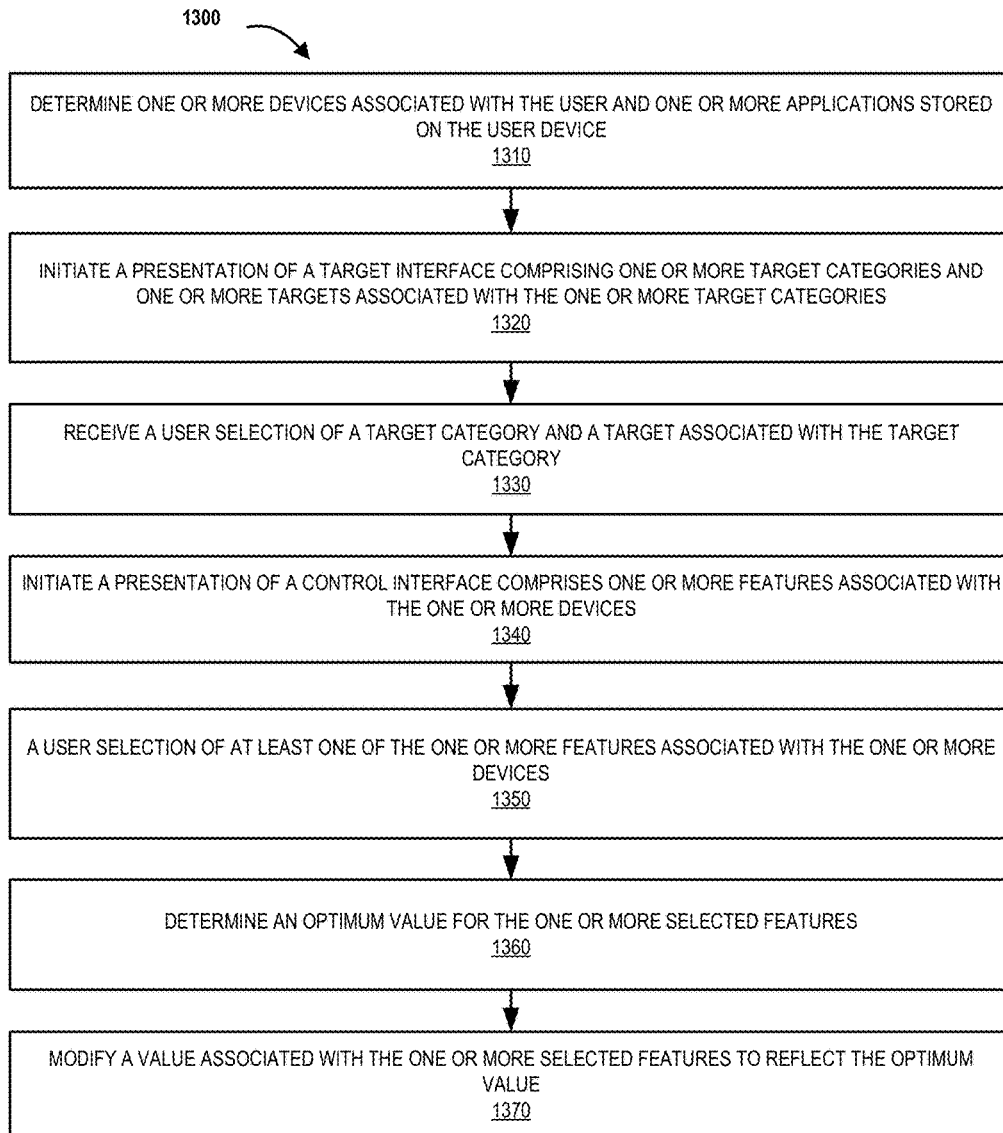 1300
DETERMINE ONE OR MORE DEVICES ASSOCIATED WITH THE USER AND ONE OR MORE APPLICATIONS STORED
ON THE USER DEVICE
1310
INITIATE A PRESENTATION OF A TARGET INTERFACE COMPRISING ONE OR MORE TARGET CATEGORIES AND
ONE OR MORE TARGETS ASSOCIATED WITH THE ONE OR MORE TARGET CATEGORIES
1320
RECEIVE A USER SELECTION OF A TARGET CATEGORY AND A TARGET ASSOCIATED WITH THE TARGET
CATEGORY
1330
INITIATE A PRESENTATION OF A CONTROL INTERFACE COMPRISES ONE OR MORE FEATURES ASSOCIATED WITH
THE ONE OR MORE DEVICES
1340
A USER SELECTION OF AT LEAST ONE OF THE ONE OR MORE FEATURES ASSOCIATED WITH THE ONE OR MORE
DEVICES
1350
DETERMINE AN OPTIMUM VALUE FOR THE ONE OR MORE SELECTED FEATURES
1360
MODIFY A VALUE ASSOCIATED WITH THE ONE OR MORE SELECTED FEATURES TO REFLECT THE OPTIMUM
VALUE
1370